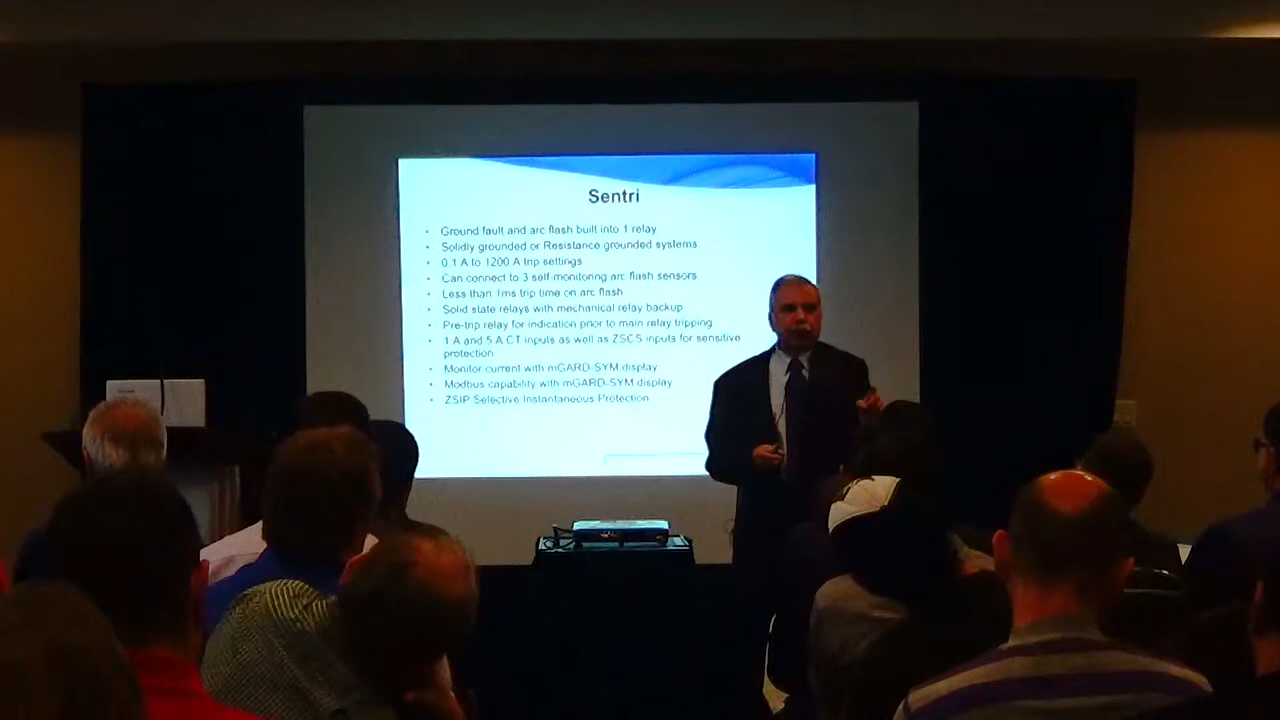 Sentri
• Ground fault and arc flash built into 1 relay
• Solidly grounded or Resistance grounded systems
• 0.1 A to 1200 A trip settings
• Can connect to 3 self-monitoring arc flash sensors
• Less than 1ms trip time on arc flash
• Solid state relays with mechanical relay backup
• Pre-trip relay for indication prior to main relay tripping
• 1 A and 5 A CT inputs as well as ZSCS inputs for sensitive
protection
• Monitor current with mGARD-SYM display
• Modbus capability with mGARD-SYM display
• ZSIP Selective Instantaneous Protection